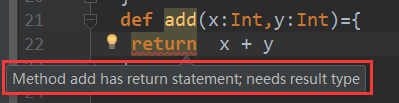 21 def add(x:Int,y:Int)={
22 return x + y
Method add has return statement; needs result type